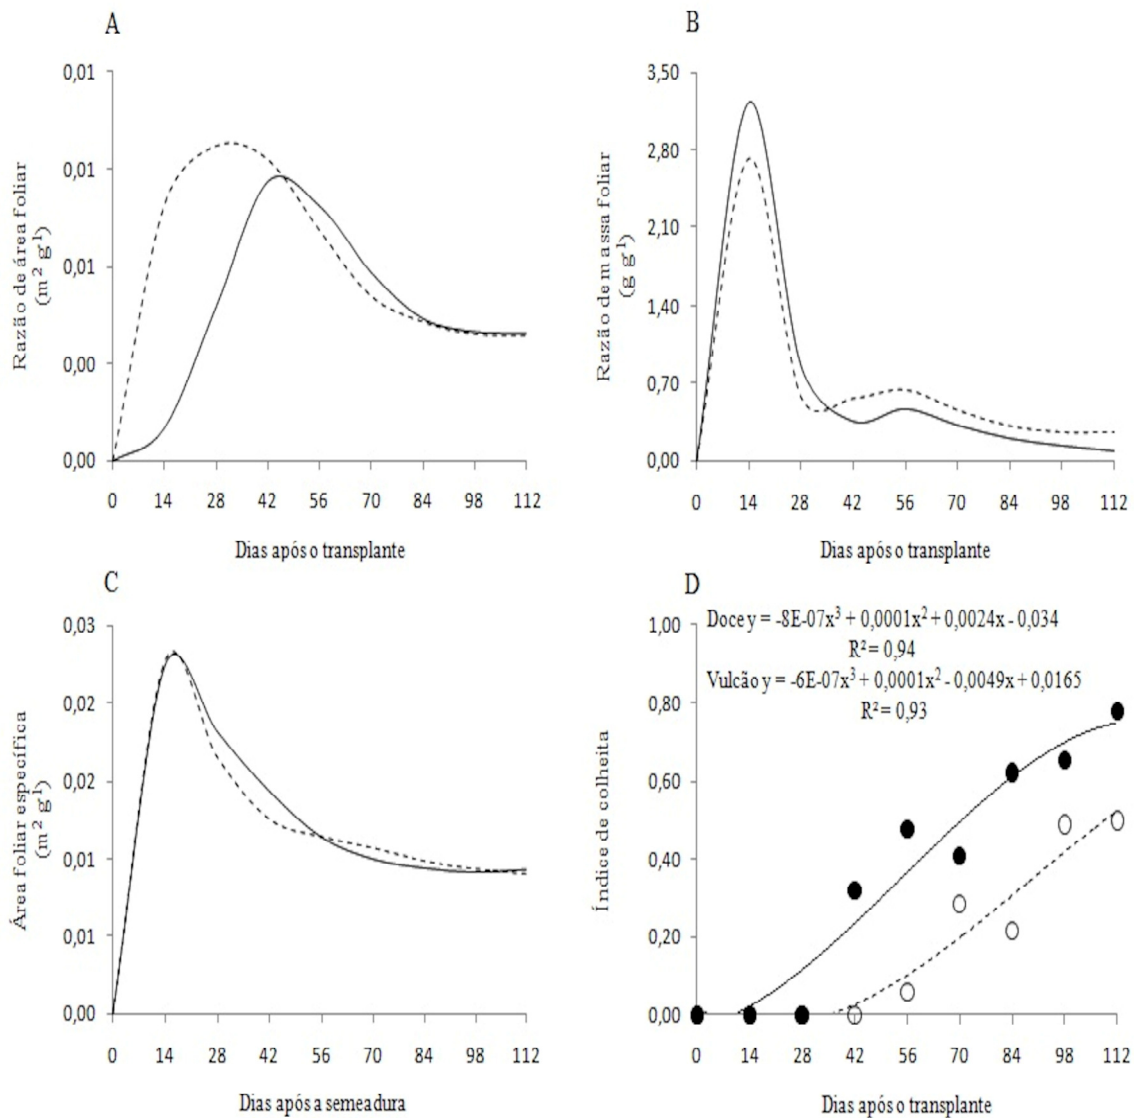 A
0,01
0,01
0,01
0,00
0,00
Razão de área foliar
(m² g¹)
0 14 28 42 56 70 84 98 112
Dias após o transplante
B
3,50
2,80
2,10
1,40
0,70
0,00
Razão de massa foliar
(g g¹)
0 14 28 42 56 70 84 98 112
Dias após o transplante
C
0,03
0,02
0,02
0,01
0,01
0,00
Área foliar específica
(m² g¹)
0 14 28 42 56 70 84 98 112
Dias após a semeadura
D
Doce y = -8E-07x³ + 0,0001x² + 0,0024x - 0,034
R² = 0,94
Vulcão y = -6E-07x³ + 0,0001x² - 0,0049x + 0,0165
R² = 0,93
1,00
0,80
0,60
0,40
0,20
0,00
Índice de colheita
0 14 28 42 56 70 84 98 112
Dias após o transplante